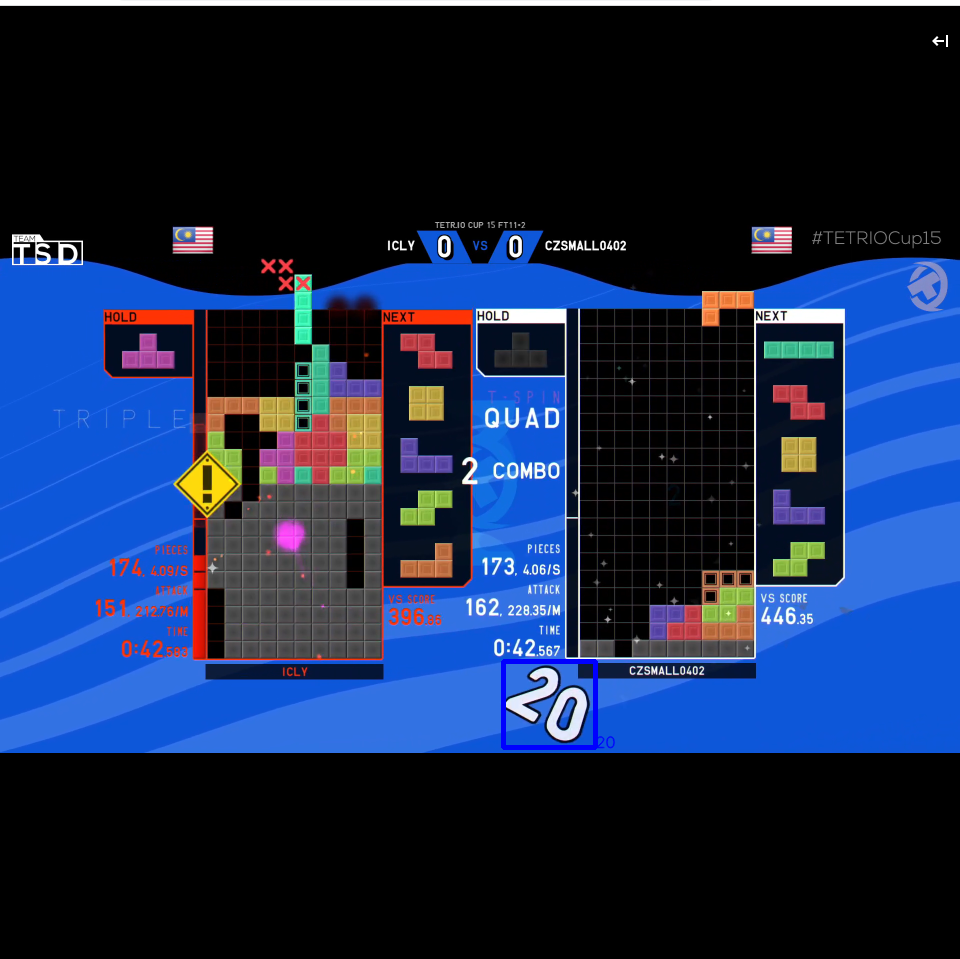 TETR.IO CUP 15 FT11-2
TEAM
TSD
ICLY 0 VS 0 CZSMALL0402
#TETRIOCup15
HOLD
NEXT
HOLD
NEXT
TRIPLE
T-SPIN
QUAD
2 COMBO
PIECES
174, 4.09/S
ATTACK
151, 212.76/M
TIME
0:42.593
VS SCORE
396.95
ICLY
PIECES
173, 4.06/S
ATTACK
162, 228.35/M
TIME
0:42.567
VS SCORE
446.35
CZSMALL0402
20
20